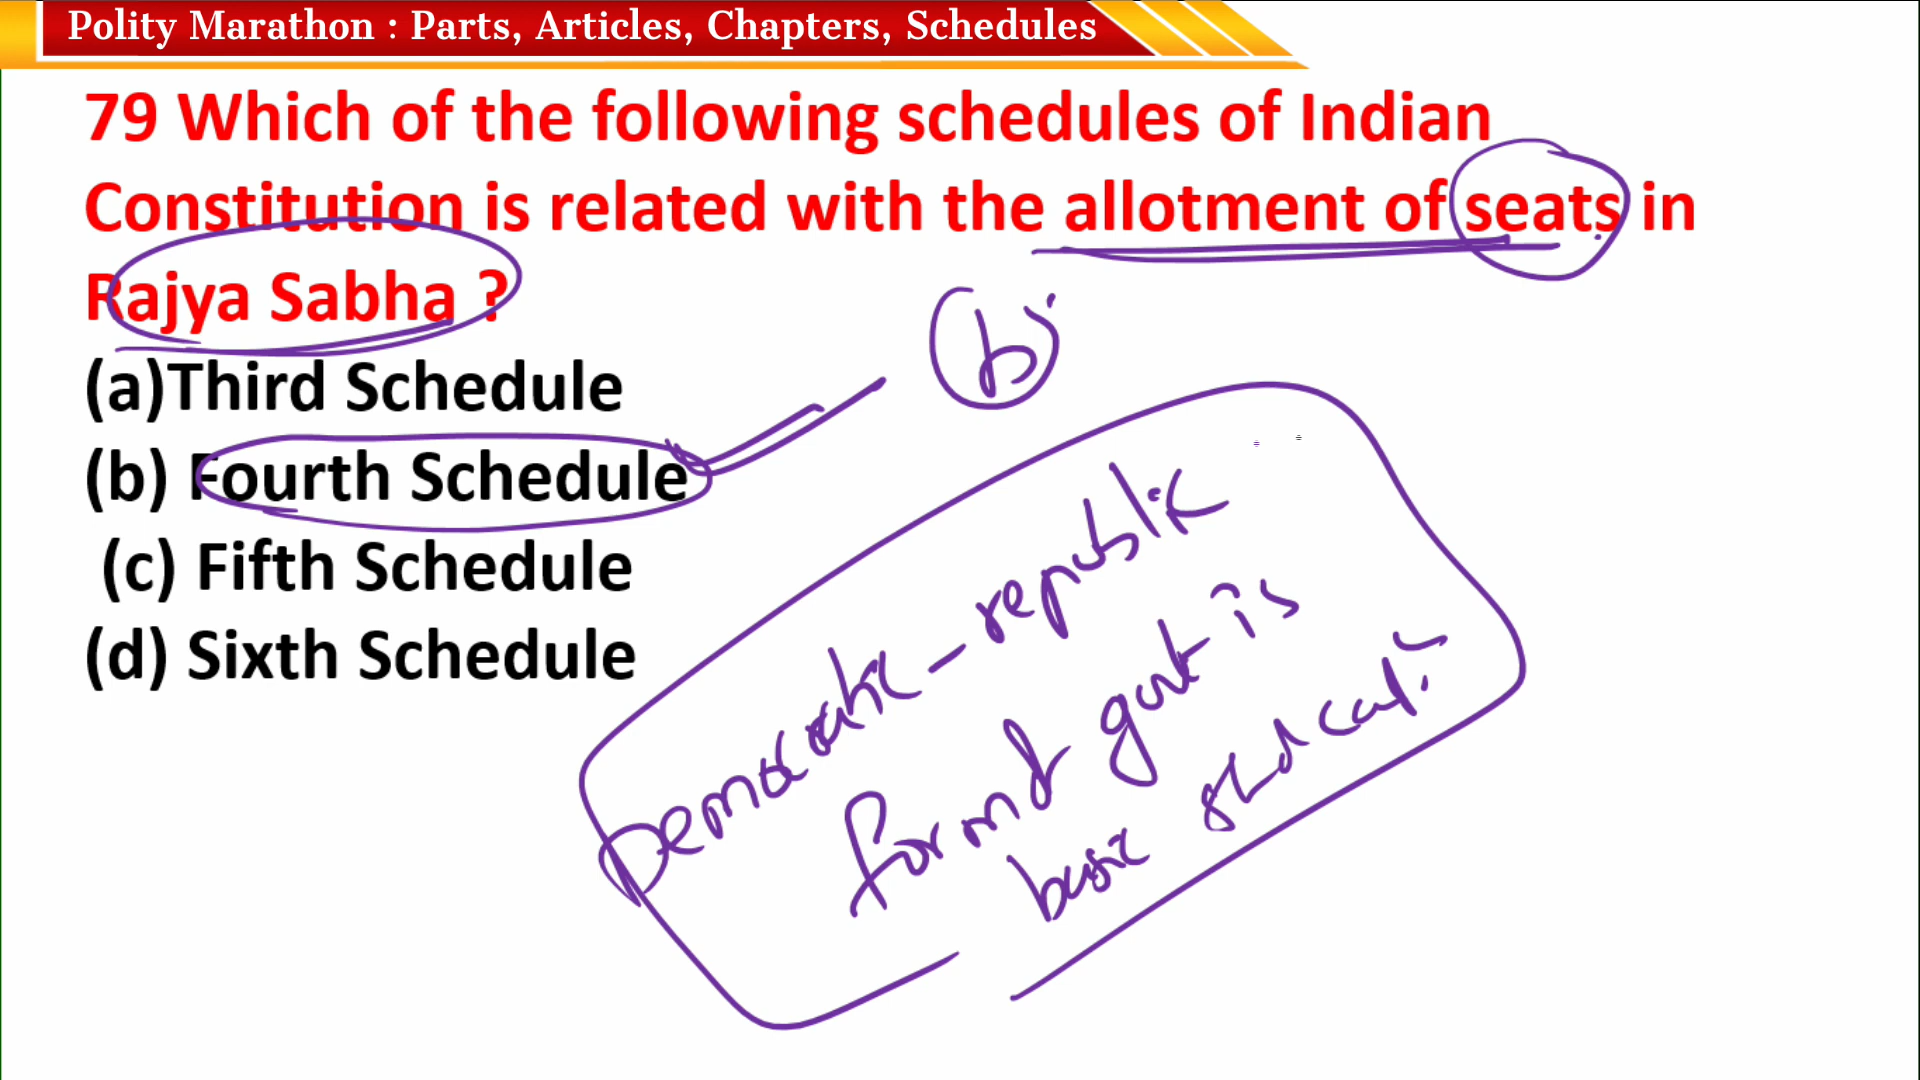 Polity Marathon : Parts, Articles, Chapters, Schedules
79 Which of the following schedules of Indian
Constitution is related with the allotment of seats in
Rajya Sabha ?
(a)Third Schedule
(b) Fourth Schedule
(c) Fifth Schedule
(d) Sixth Schedule
(b)
Democratic - republic
form of govt is
basic